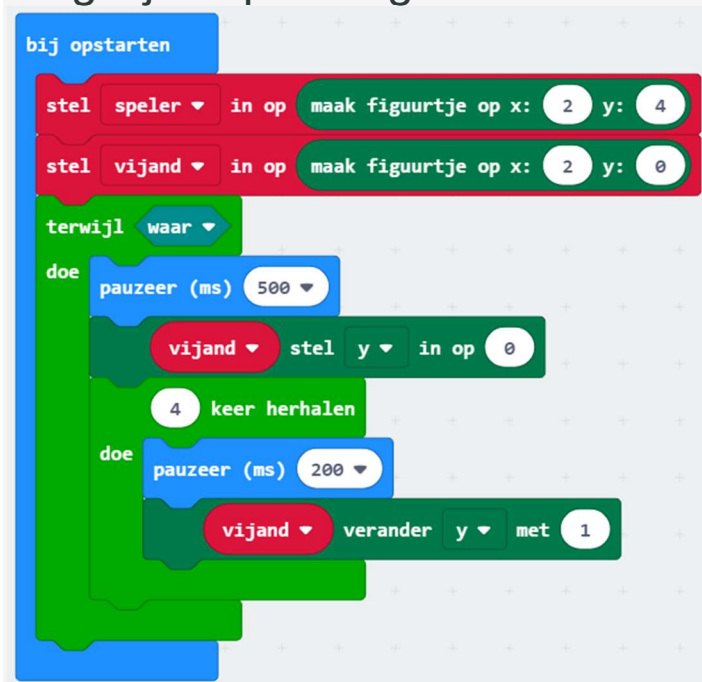 bij opstarten
stel speler in op maak figuurtje op x: 2 y: 4
stel vijand in op maak figuurtje op x: 2 y: 0
terwijl waar
doe
pauzeer (ms) 500
vijand stel y in op 0
4 keer herhalen
doe
pauzeer (ms) 200
vijand verander y met 1